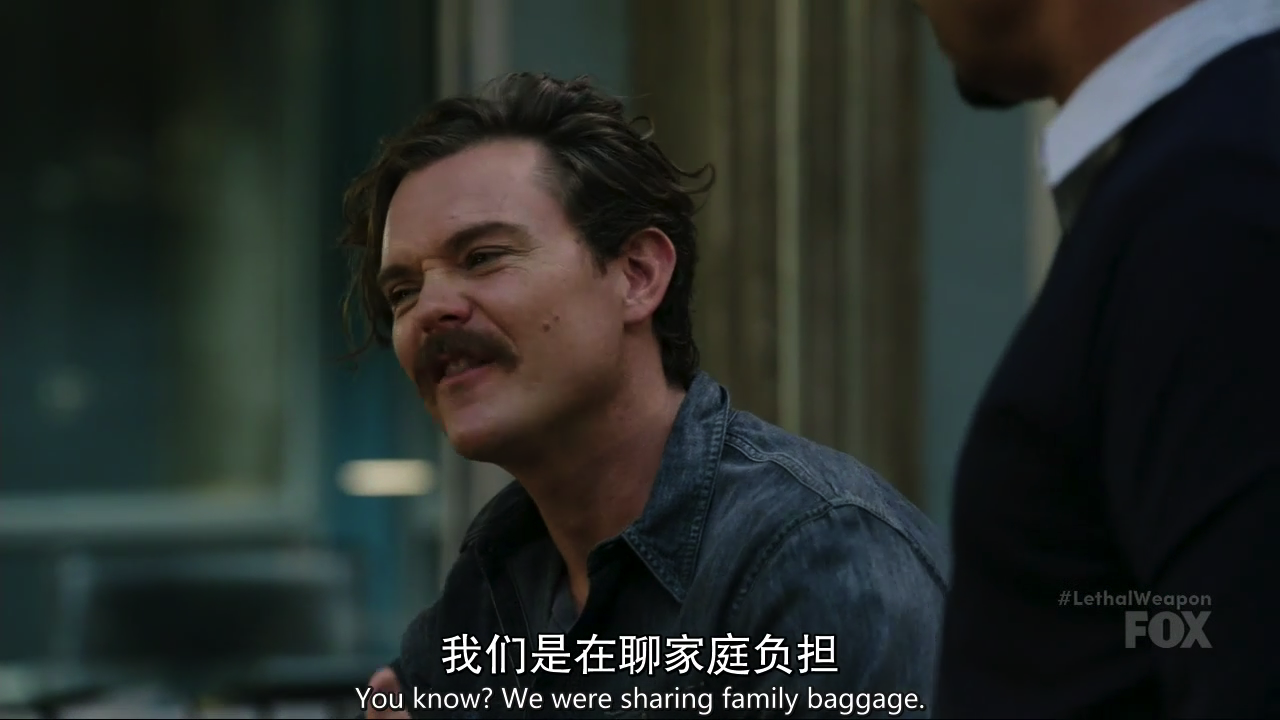 #LethalWeapon
FOX
我们是在聊家庭负担
You know? We were sharing family baggage.